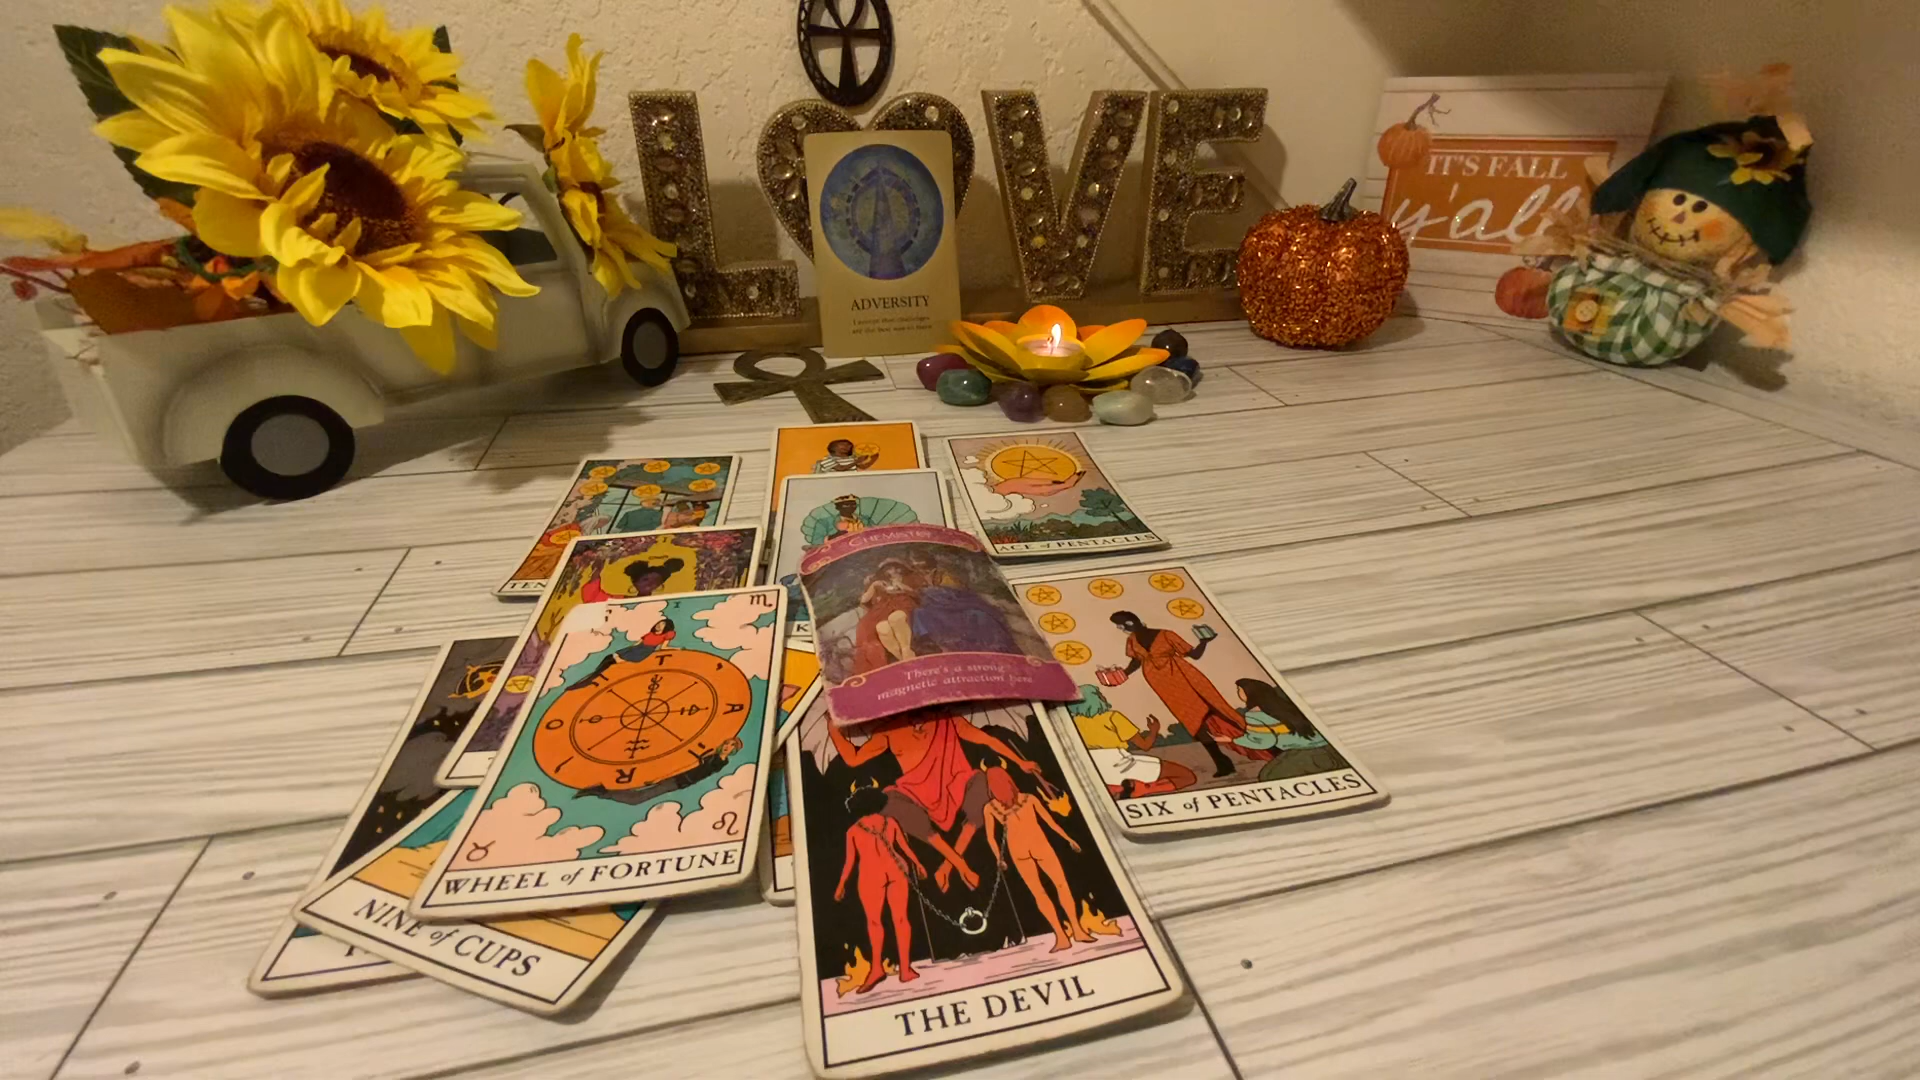 LOVE
IT'S FALL
y'all
ADVERSITY
TEN
ACE of PENTACLES
CHEMISTRY
There's a strong
magnetic attraction here
K
T
A
R
O
SIX of PENTACLES
WHEEL of FORTUNE
NINE of CUPS
THE DEVIL